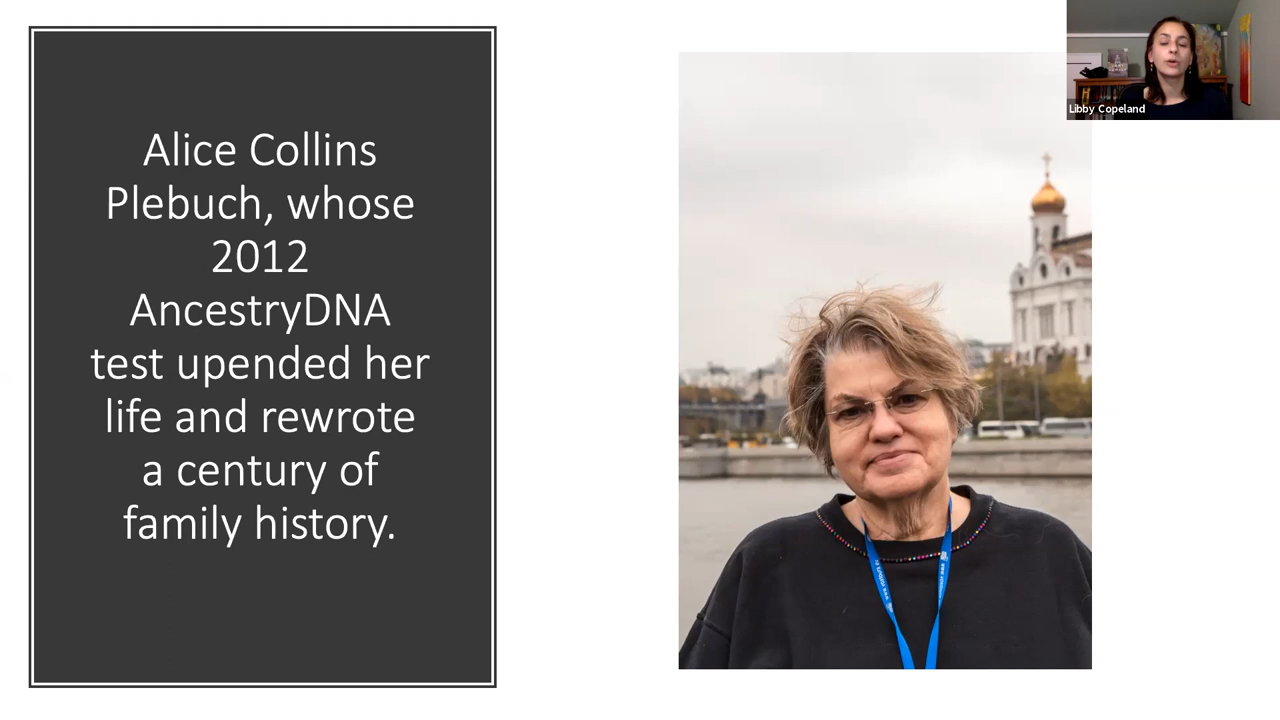 Alice Collins
Plebuch, whose
2012
AncestryDNA
test upended her
life and rewrote
a century of
family history.
Libby Copeland